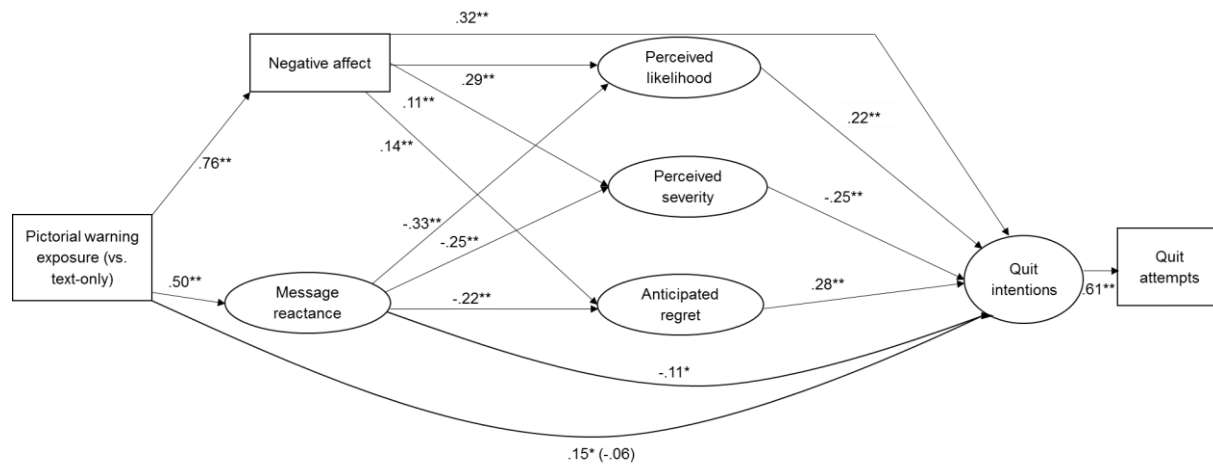 .32**
Negative affect
Perceived
likelihood
.29**
.11**
.22**
.14**
.76**
Perceived
severity
-.33**
-.25**
-.25**
Pictorial warning
exposure (vs.
text-only)
Quit
attempts
.50**
Message
reactance
-.22**
Anticipated
regret
.28**
Quit
intentions
.61**
-.11*
.15* (-.06)